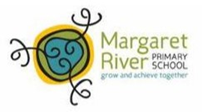 Margaret
River PRIMARY
SCHOOL
grow and achieve together